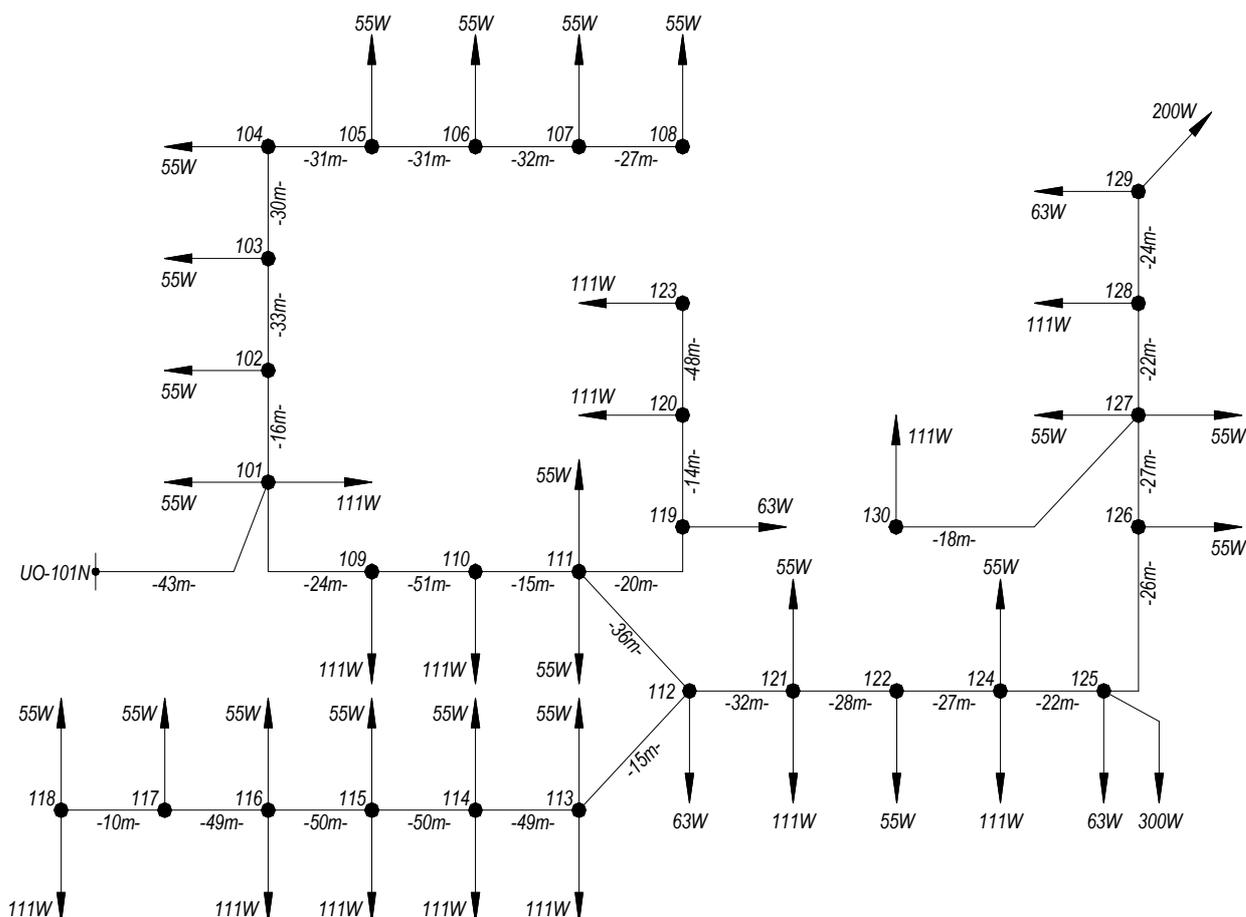 55W 55W 55W 55W
200W
104 105 106 107 108
55W -31m- -31m- -32m- -27m-
129
63W
-30m-
-24m-
103
55W
111W 123 128
111W
-33m-
-48m-
-22m-
102
55W
111W 120 127
55W 55W
-16m-
-14m-
111W
-27m-
101
55W 111W
55W
119 63W
130 126
-18m-
55W
UO-101N -43m-
109 110 111
-24m- -51m- -15m- -20m-
55W 55W
-26m-
-36m-
111W 111W 55W
112 121 122 124 125
-32m- -28m- -27m- -22m-
55W 55W 55W 55W 55W 55W
-15m-
118 117 116 115 114 113
-10m- -49m- -50m- -50m- -49m-
63W 111W 55W 111W 63W 300W
111W 111W 111W 111W 111W